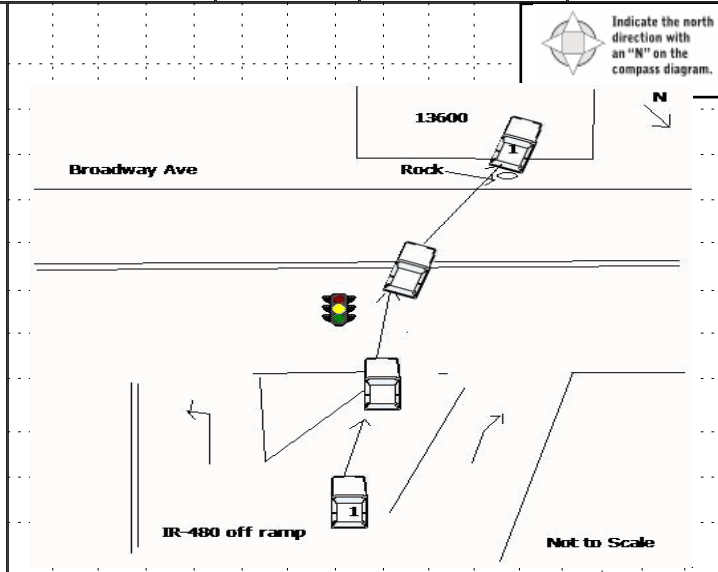 Indicate the north
direction with
an "N" on the
compass diagram.
N
13600
1
Broadway Ave
Rock
1
IR-480 off ramp
Not to Scale